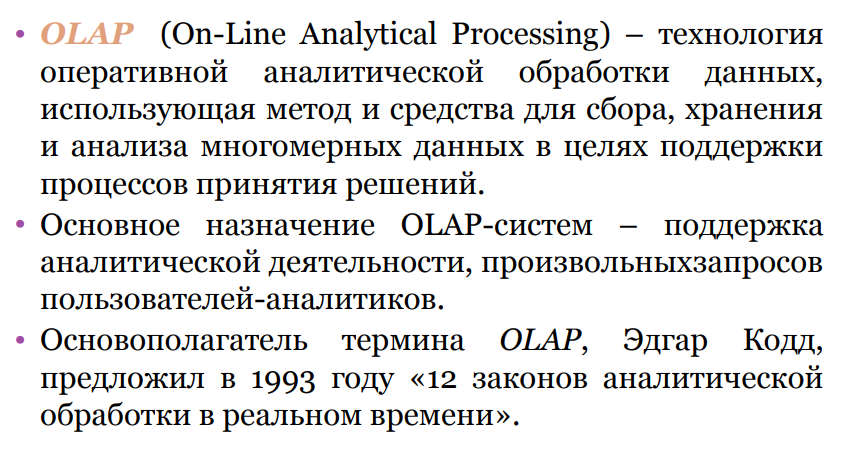 • OLAP (On-Line Analytical Processing) – технология
оперативной аналитической обработки данных,
использующая метод и средства для сбора, хранения
и анализа многомерных данных в целях поддержки
процессов принятия решений.
• Основное назначение OLAP-систем – поддержка
аналитической деятельности, произвольныхзапросов
пользователей-аналитиков.
• Основополагатель термина OLAP, Эдгар Кодд,
предложил в 1993 году «12 законов аналитической
обработки в реальном времени».